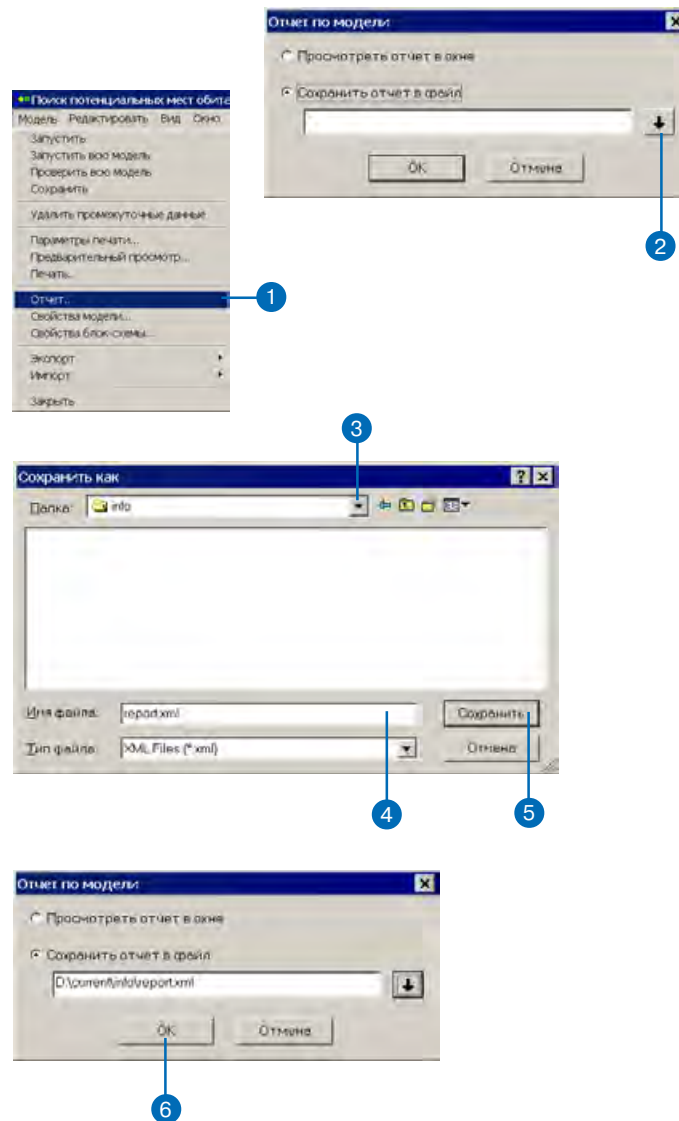 Отчет по модели
Просмотреть отчет в окне
Сохранить отчет в файл
OK
Отмена
2
Поиск потенциальных мест обита
Модель Редактировать Вид Окно
Запустить
Запустить всю модель
Проверить всю модель
Сохранить
Удалить промежуточные данные
Параметры печати...
Предварительный просмотр...
Печать...
Отчет...
1
Свойства модели...
Свойства блок-схемы...
Экспорт
Импорт
Закрыть
3
Сохранить как
Папка:
info
Имя файла:
report.xml
Сохранить
Тип файла:
XML Files (*.xml)
Отмена
4
5
Отчет по модели
Просмотреть отчет в окне
Сохранить отчет в файл
D:\current\info\report.xml
OK
Отмена
6